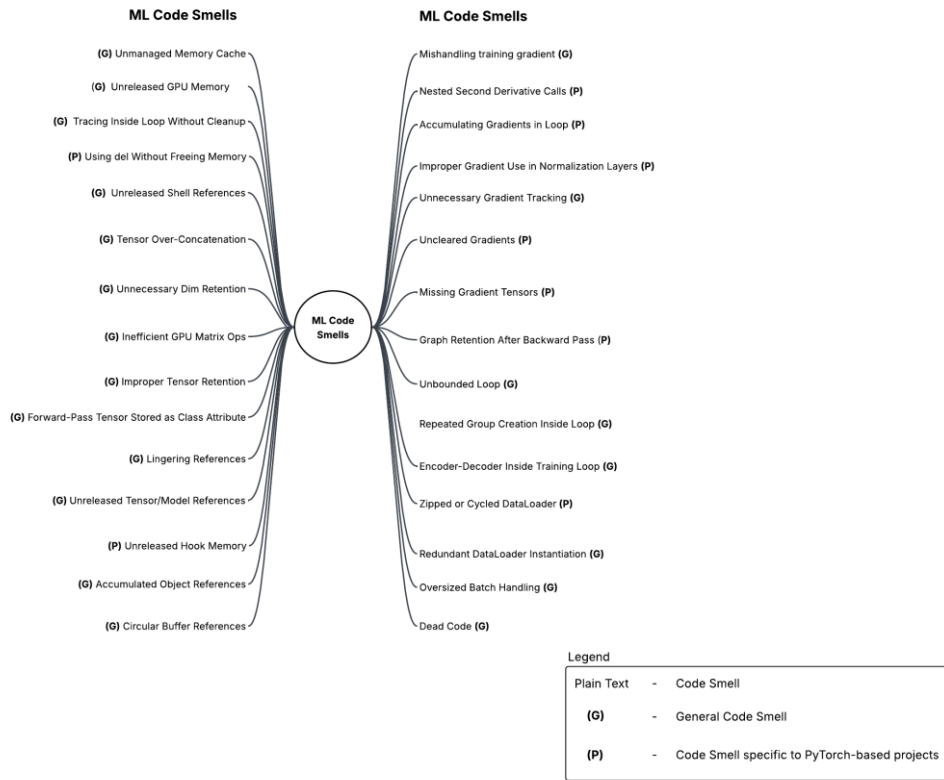 ML Code Smells
(G) Unmanaged Memory Cache
(G) Unreleased GPU Memory
(G) Tracing Inside Loop Without Cleanup
(P) Using del Without Freeing Memory
(G) Unreleased Shell References
(G) Tensor Over-Concatenation
(G) Unnecessary Dim Retention
(G) Inefficient GPU Matrix Ops
(G) Improper Tensor Retention
(G) Forward-Pass Tensor Stored as Class Attribute
(G) Lingering References
(G) Unreleased Tensor/Model References
(P) Unreleased Hook Memory
(G) Accumulated Object References
(G) Circular Buffer References
ML Code
Smells
ML Code Smells
Mishandling training gradient (G)
Nested Second Derivative Calls (P)
Accumulating Gradients in Loop (P)
Improper Gradient Use in Normalization Layers (P)
Unnecessary Gradient Tracking (G)
Uncleared Gradients (P)
Missing Gradient Tensors (P)
Graph Retention After Backward Pass (P)
Unbounded Loop (G)
Repeated Group Creation Inside Loop (G)
Encoder-Decoder Inside Training Loop (G)
Zipped or Cycled DataLoader (P)
Redundant DataLoader Instantiation (G)
Oversized Batch Handling (G)
Dead Code (G)
Legend
Plain Text - Code Smell
(G) - General Code Smell
(P) - Code Smell specific to PyTorch-based projects